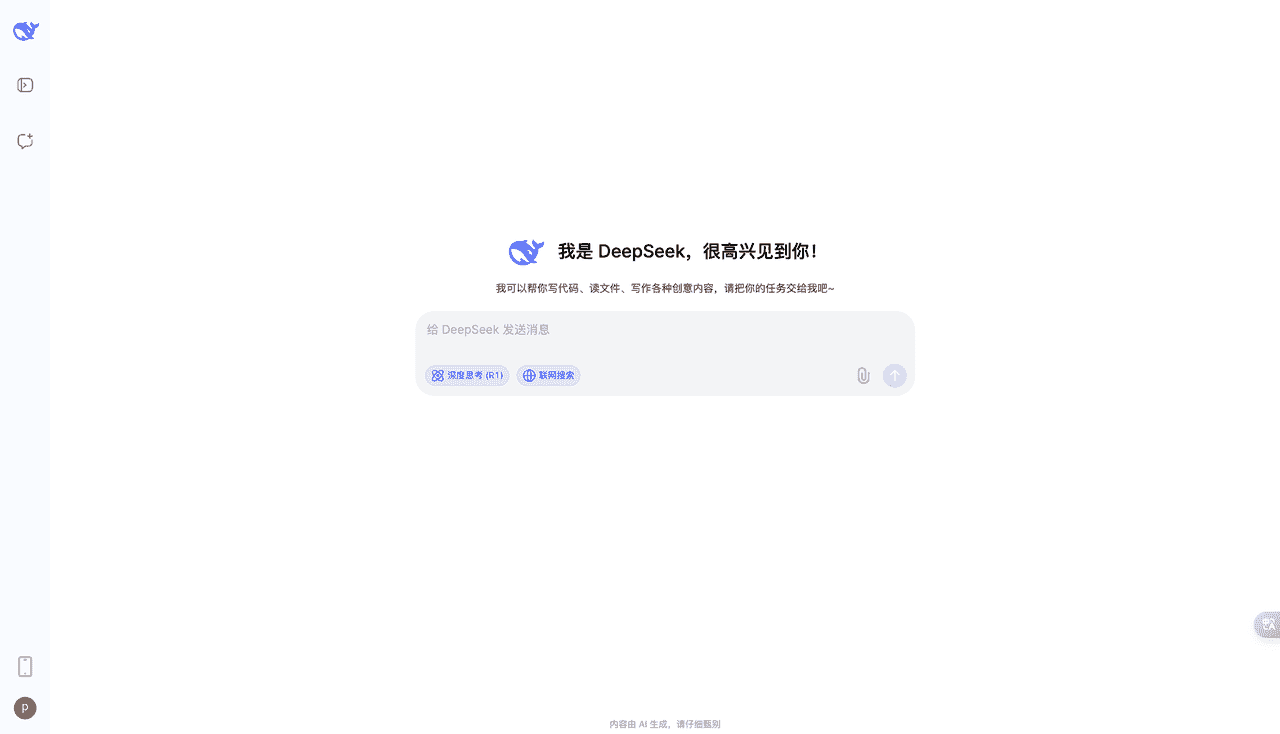 我是 DeepSeek，很高兴见到你！
我可以帮你写代码、读文件、写作各种创意内容，请把你的任务交给我吧~
给 DeepSeek 发送消息
深度思考 (R1)
联网搜索
p
内容由 AI 生成，请仔细甄别